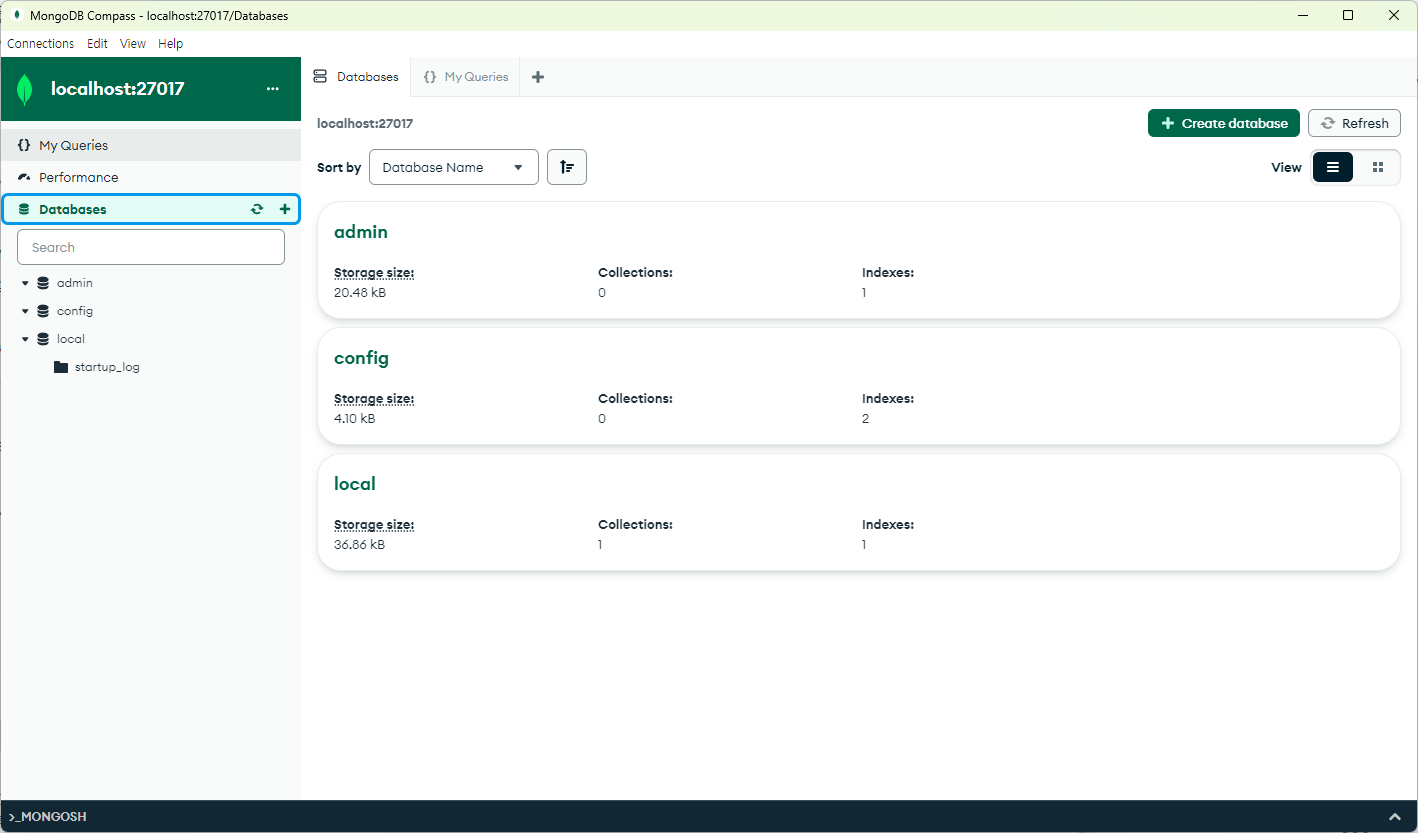 MongoDB Compass - localhost:27017/Databases
Connections Edit View Help
localhost:27017 ...
{} My Queries
Performance
Databases
Search
admin
config
local
startup_log
Databases {} My Queries +
localhost:27017
+ Create database Refresh
Sort by Database Name View
admin
Storage size: Collections: Indexes:
20.48 kB 0 1
config
Storage size: Collections: Indexes:
4.10 kB 0 2
local
Storage size: Collections: Indexes:
36.86 kB 1 1
>_MONGOSH